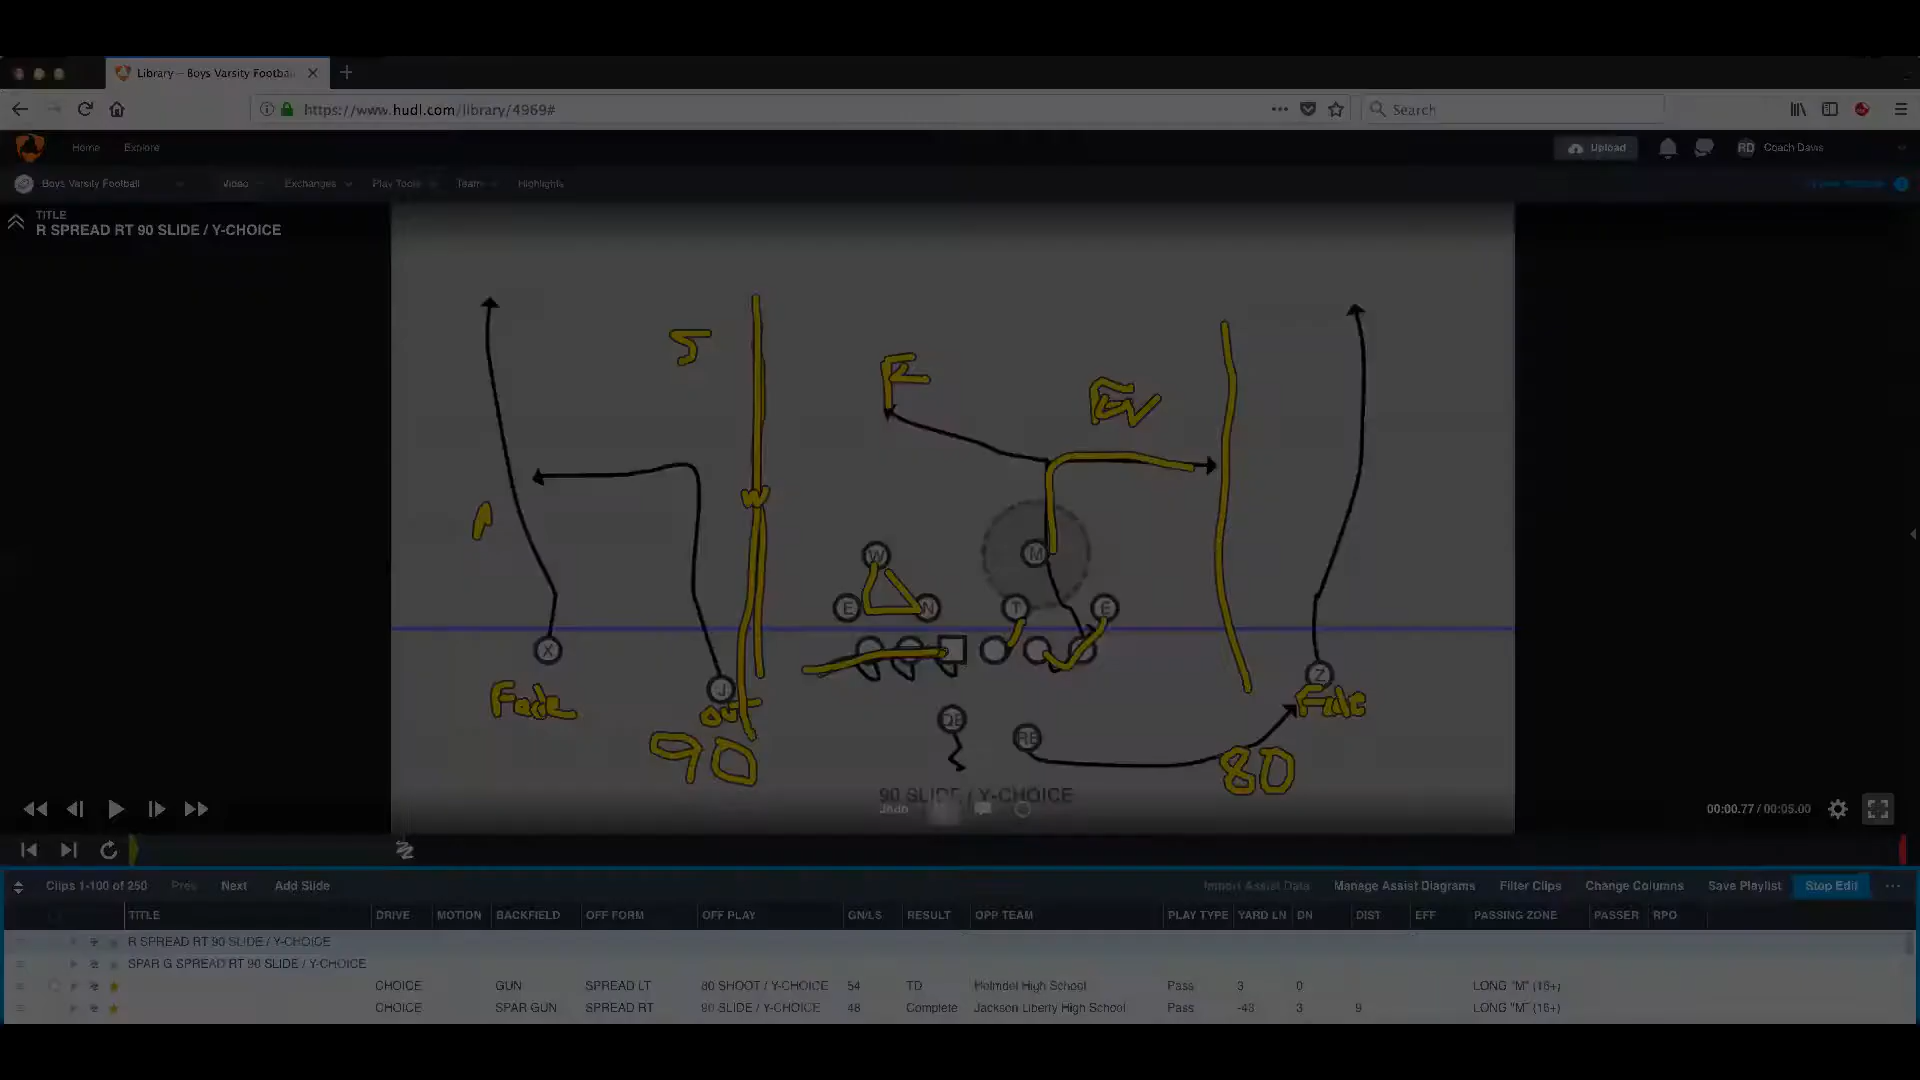 Library – Boys Varsity Footba
https://www.hudl.com/library/4969#
Search
Home
Explore
Upload
RD
Coach Davis
Boys Varsity Football
Video
Exchanges
Play Tools
Team
Highlights
TITLE
R SPREAD RT 90 SLIDE / Y-CHOICE
S
F
W
W
M
E
N
T
E
X
J
Z
Fade
out
Fade
QB
RB
90
80
90 SLIDE / Y-CHOICE
Undo
00:00.77 / 00:05.00
Clips 1-100 of 250
Prev
Next
Add Slide
Import Assist Data
Manage Assist Diagrams
Filter Clips
Change Columns
Save Playlist
Stop Edit
TITLE DRIVE MOTION BACKFIELD OFF FORM OFF PLAY GN/LS RESULT OPP TEAM PLAY TYPE YARD LN DN DIST EFF PASSING ZONE PASSER RPO
R SPREAD RT 90 SLIDE / Y-CHOICE
SPAR G SPREAD RT 90 SLIDE / Y-CHOICE
CHOICE GUN SPREAD LT 80 SHOOT / Y-CHOICE 54 TD Holmdel High School Pass 3 0 LONG "M" (16+)
CHOICE SPAR GUN SPREAD RT 90 SLIDE / Y-CHOICE 48 Complete Jackson Liberty High School Pass -43 3 9 LONG "M" (16+)